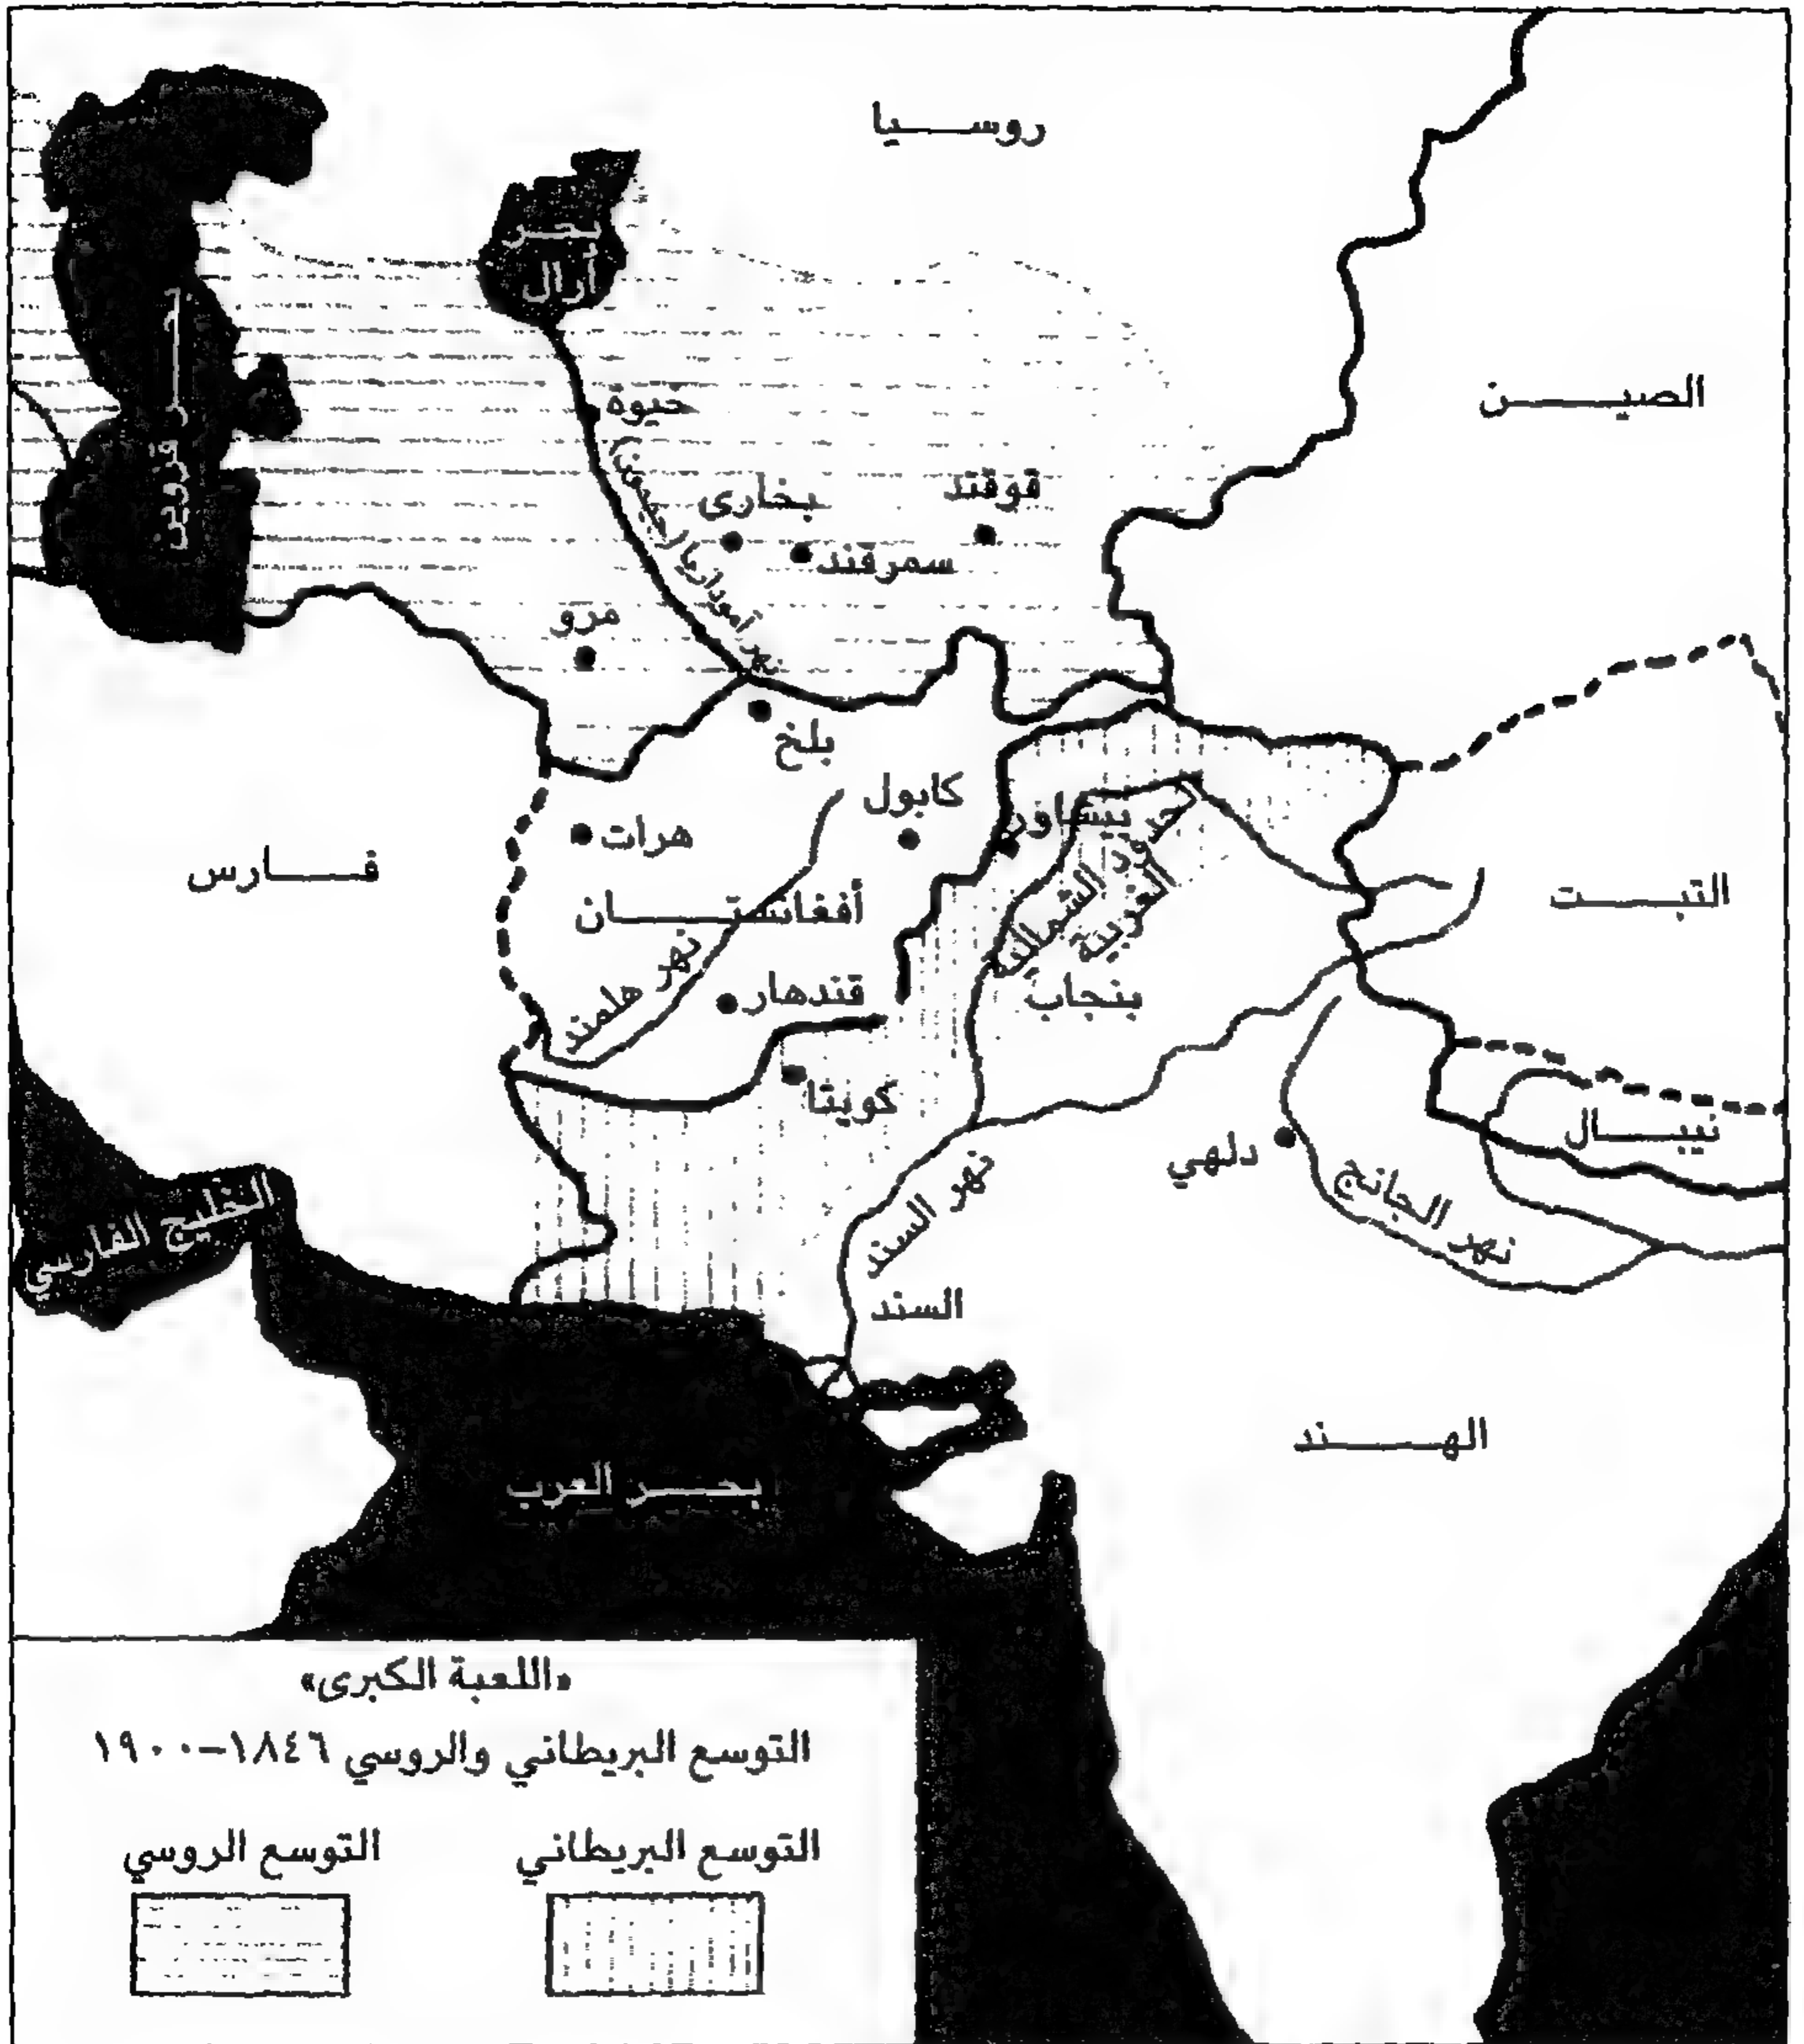 روسيا
بحر
أرال
بحر قزوين
الصين
خيوة
نهر أموداريا (جيحون)
بخارى
قوقند
سمرقند
مرو
بلخ
كابول
بيشاور
هرات
الحدود الشمالية
الغربية
فارس
أفغانستان
التبت
نهر هلمند
قندهار
بنجاب
كويتا
نيبال
دلهي
نهر السند
نهر الجانج
الخليج الفارسي
السند
الهند
بحر العرب
«اللعبة الكبرى»
التوسع البريطاني والروسي ١٨٤٦-١٩٠٠
التوسع البريطاني
التوسع الروسي